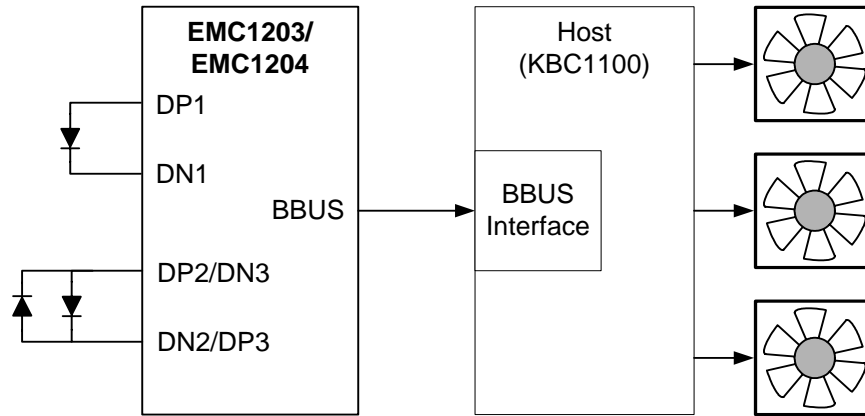 EMC1203/
EMC1204
DP1
DN1
BBUS
DP2/DN3
DN2/DP3
Host
(KBC1100)
BBUS
Interface